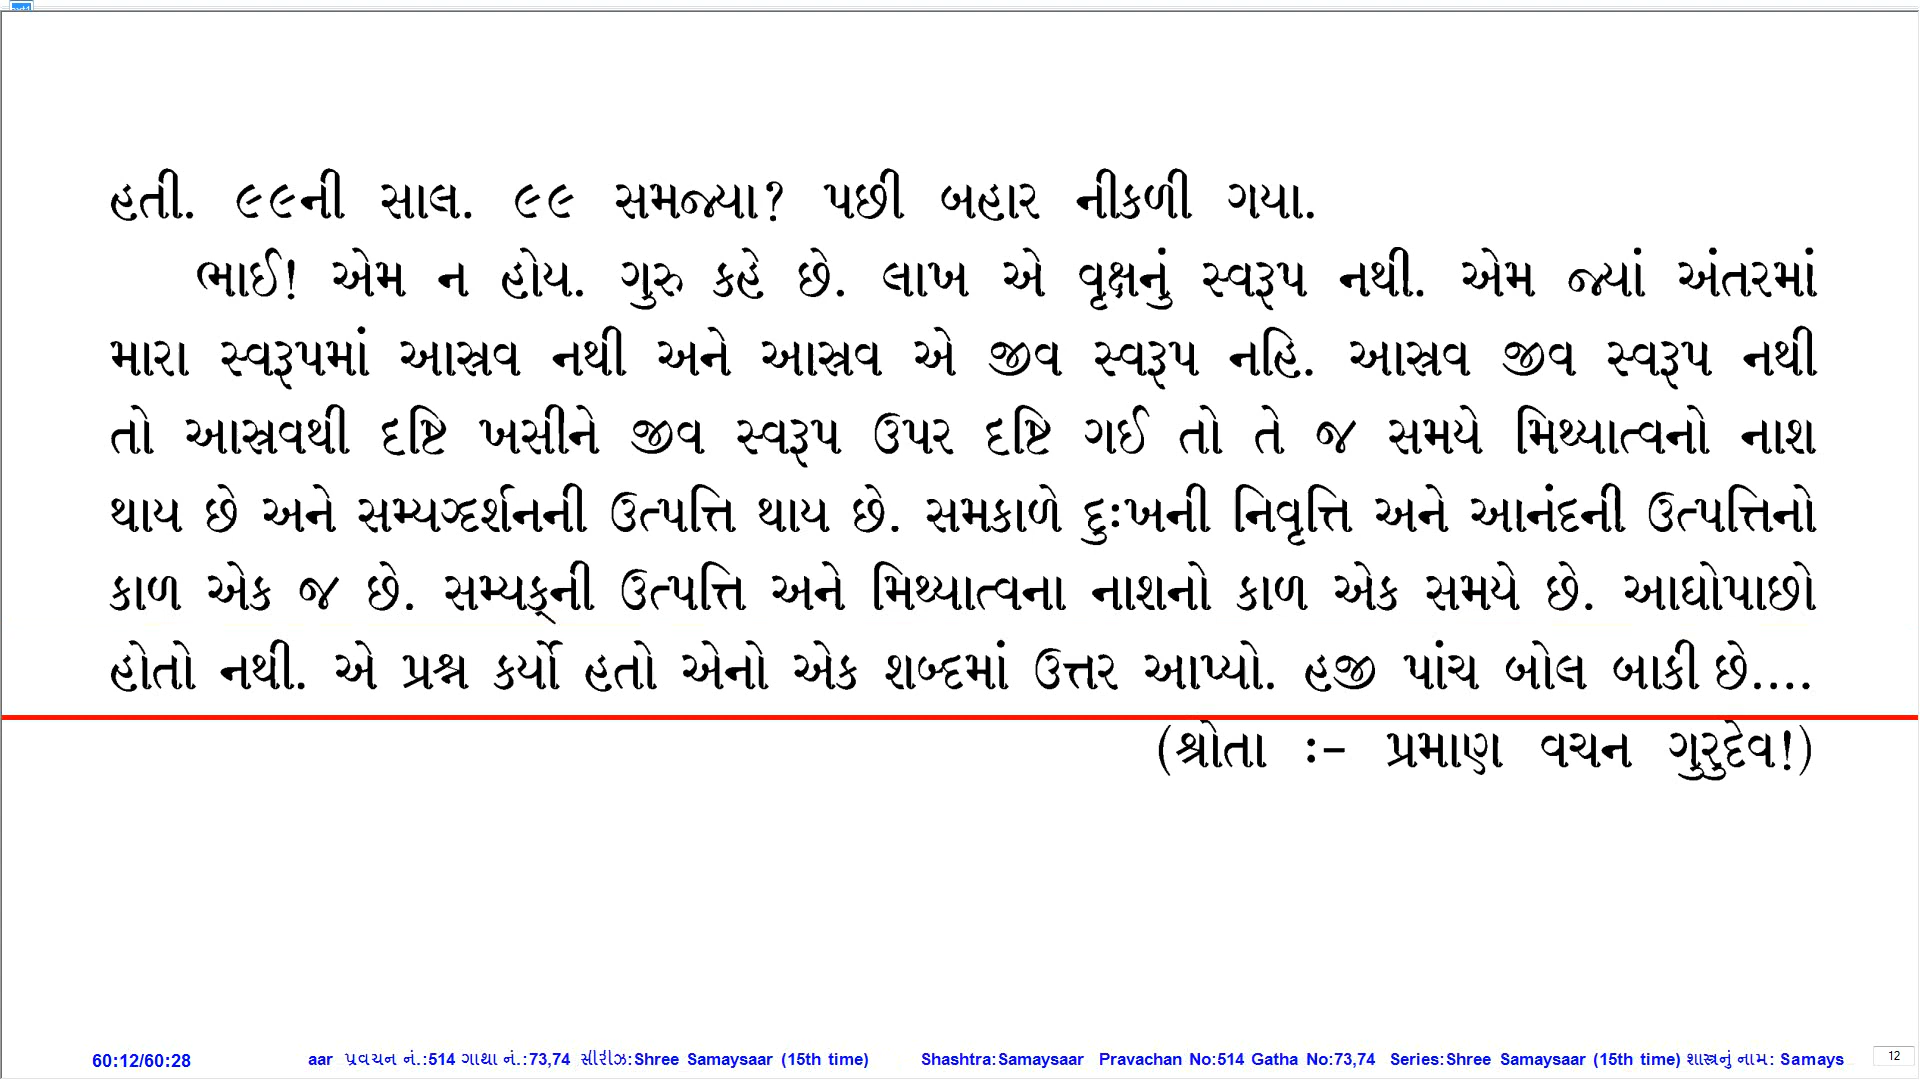 હતી. ૯૯ની સાલ. ૯૯ સમજ્યા? પછી બહાર નીકળી ગયા.
ભાઈ! એમ ન હોય. ગુરુ કહે છે. લાખ એ વૃક્ષનું સ્વરૂપ નથી. એમ જ્યાં અંતરમાં
મારા સ્વરૂપમાં આસ્રવ નથી અને આસ્રવ એ જીવ સ્વરૂપ નહિ. આસ્રવ જીવ સ્વરૂપ નથી
તો આસ્રવથી દૃષ્ટિ ખસીને જીવ સ્વરૂપ ઉપર દૃષ્ટિ ગઈ તો તે જ સમયે મિથ્યાત્વનો નાશ
થાય છે અને સમ્યગ્દર્શનની ઉત્પત્તિ થાય છે. સમકાળે દુઃખની નિવૃત્તિ અને આનંદની ઉત્પત્તિનો
કાળ એક જ છે. સમ્યક્‌ની ઉત્પત્તિ અને મિથ્યાત્વના નાશનો કાળ એક સમયે છે. આઘોપાછો
હોતો નથી. એ પ્રશ્ન કર્યો હતો એનો એક શબ્દમાં ઉત્તર આપ્યો. હજી પાંચ બોલ બાકી છે....
(શ્રોતા :- પ્રમાણ વચન ગુરુદેવ!)
60:12/60:28 aar પ્રવચન નં.:514 ગાથા નં.:73,74 સીરીઝ:Shree Samaysaar (15th time) Shashtra:Samaysaar Pravachan No:514 Gatha No:73,74 Series:Shree Samaysaar (15th time) શાસ્ત્રનું નામ: Samays 12